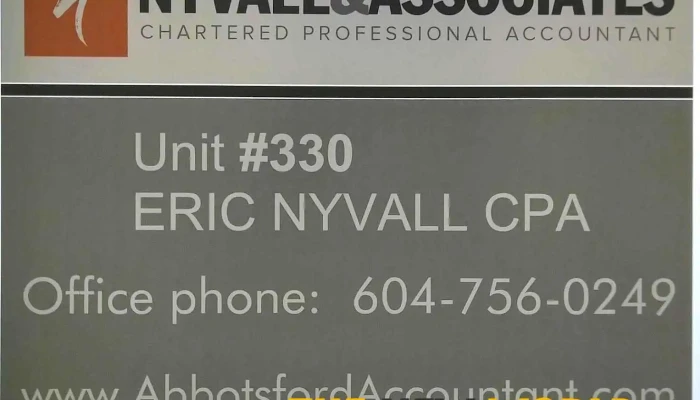 NYVALL&ASSOCIATES
CHARTERED PROFESSIONAL ACCOUNTANT
Unit #330
ERIC NYVALL CPA
Office phone: 604-756-0249
www.AbbotsfordAccountant.com